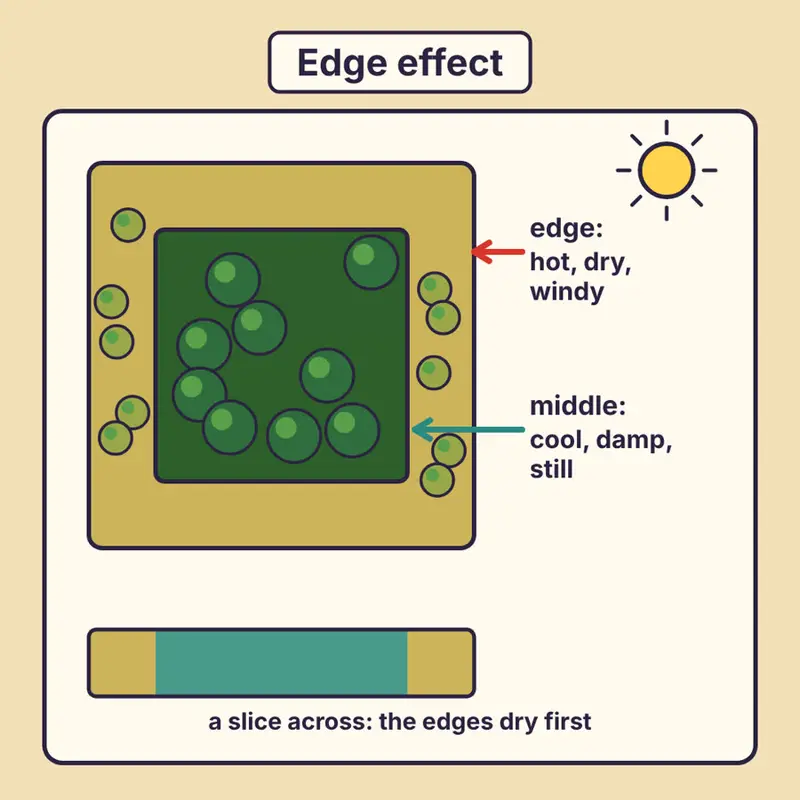 Edge effect
edge:
hot, dry,
windy
middle:
cool, damp,
still
a slice across: the edges dry first